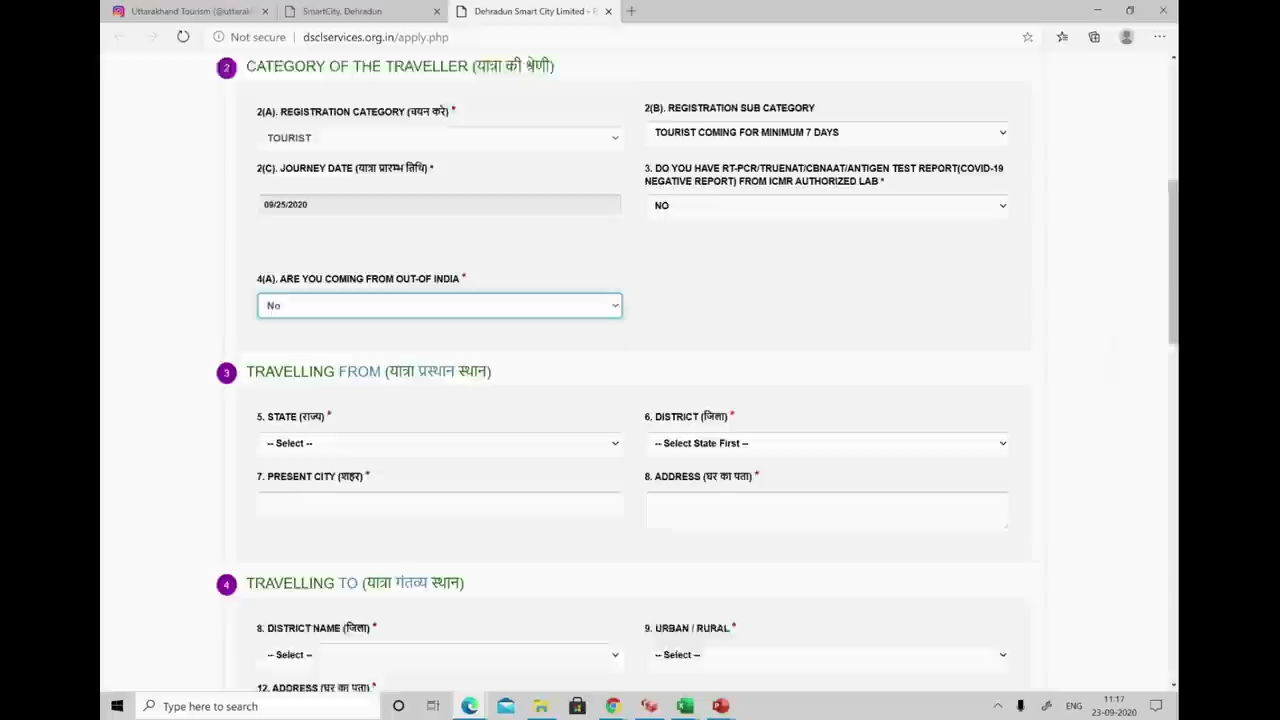 Uttarakhand Tourism (@uttarak
SmartCity, Dehradun
Dehradun Smart City Limited -
Not secure
dsclservices.org.in/apply.php
2 CATEGORY OF THE TRAVELLER (यात्रा की श्रेणी)
2(A). REGISTRATION CATEGORY (चयन करे) *
2(B). REGISTRATION SUB CATEGORY
TOURIST
TOURIST COMING FOR MINIMUM 7 DAYS
2(C). JOURNEY DATE (यात्रा प्रारम्भ तिथि) *
3. DO YOU HAVE RT-PCR/TRUENAT/CBNAAT/ANTIGEN TEST REPORT(COVID-19
NEGATIVE REPORT) FROM ICMR AUTHORIZED LAB *
09/25/2020
NO
4(A). ARE YOU COMING FROM OUT-OF INDIA *
No
3 TRAVELLING FROM (यात्रा प्रस्थान स्थान)
5. STATE (राज्य) *
6. DISTRICT (जिला) *
-- Select --
-- Select State First --
7. PRESENT CITY (शहर) *
8. ADDRESS (घर का पता) *
4 TRAVELLING TO (यात्रा गंतव्य स्थान)
8. DISTRICT NAME (जिला) *
9. URBAN / RURAL *
-- Select --
-- Select --
12. ADDRESS (घर का पता) *
Type here to search
ENG
11:17
23-09-2020